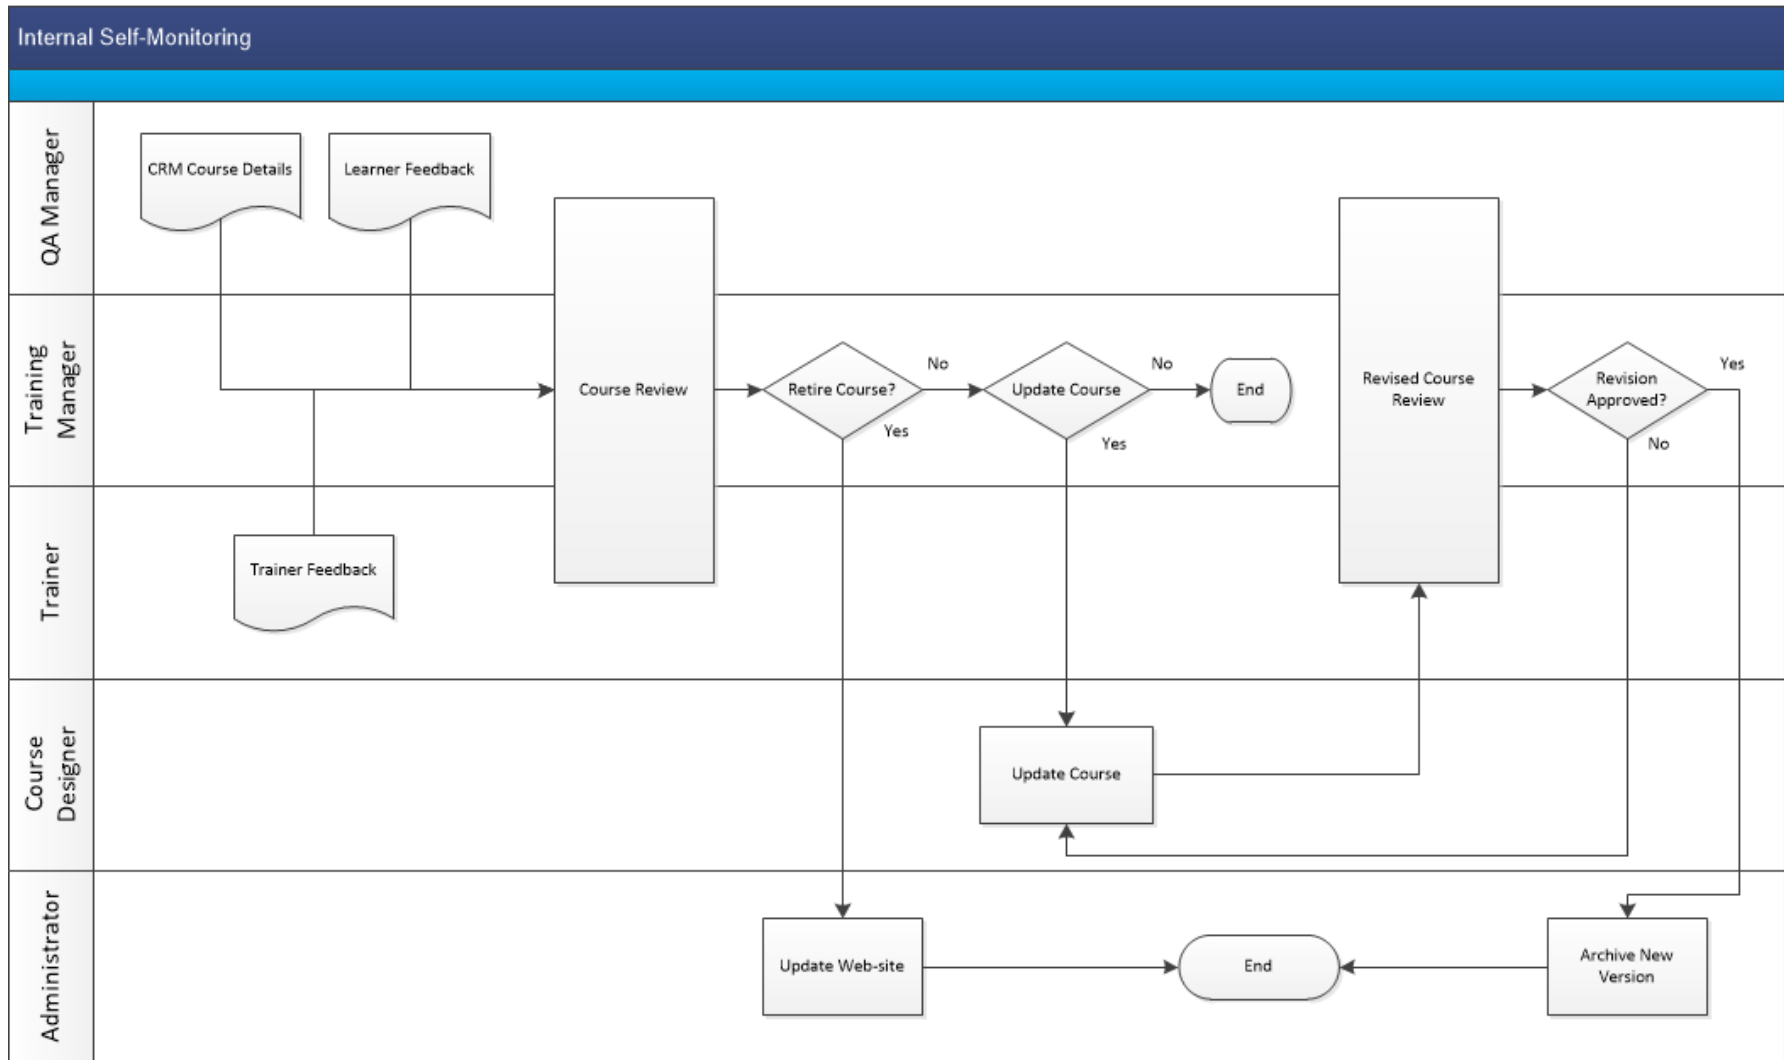 Internal Self-Monitoring
QA Manager
CRM Course Details
Learner Feedback
Training
Manager
Course Review
Retire Course?
No
Yes
Update Course
No
Yes
End
Revised Course
Review
Revision
Approved?
Yes
No
Trainer
Trainer Feedback
Course
Designer
Update Course
Administrator
Update Web-site
End
Archive New
Version